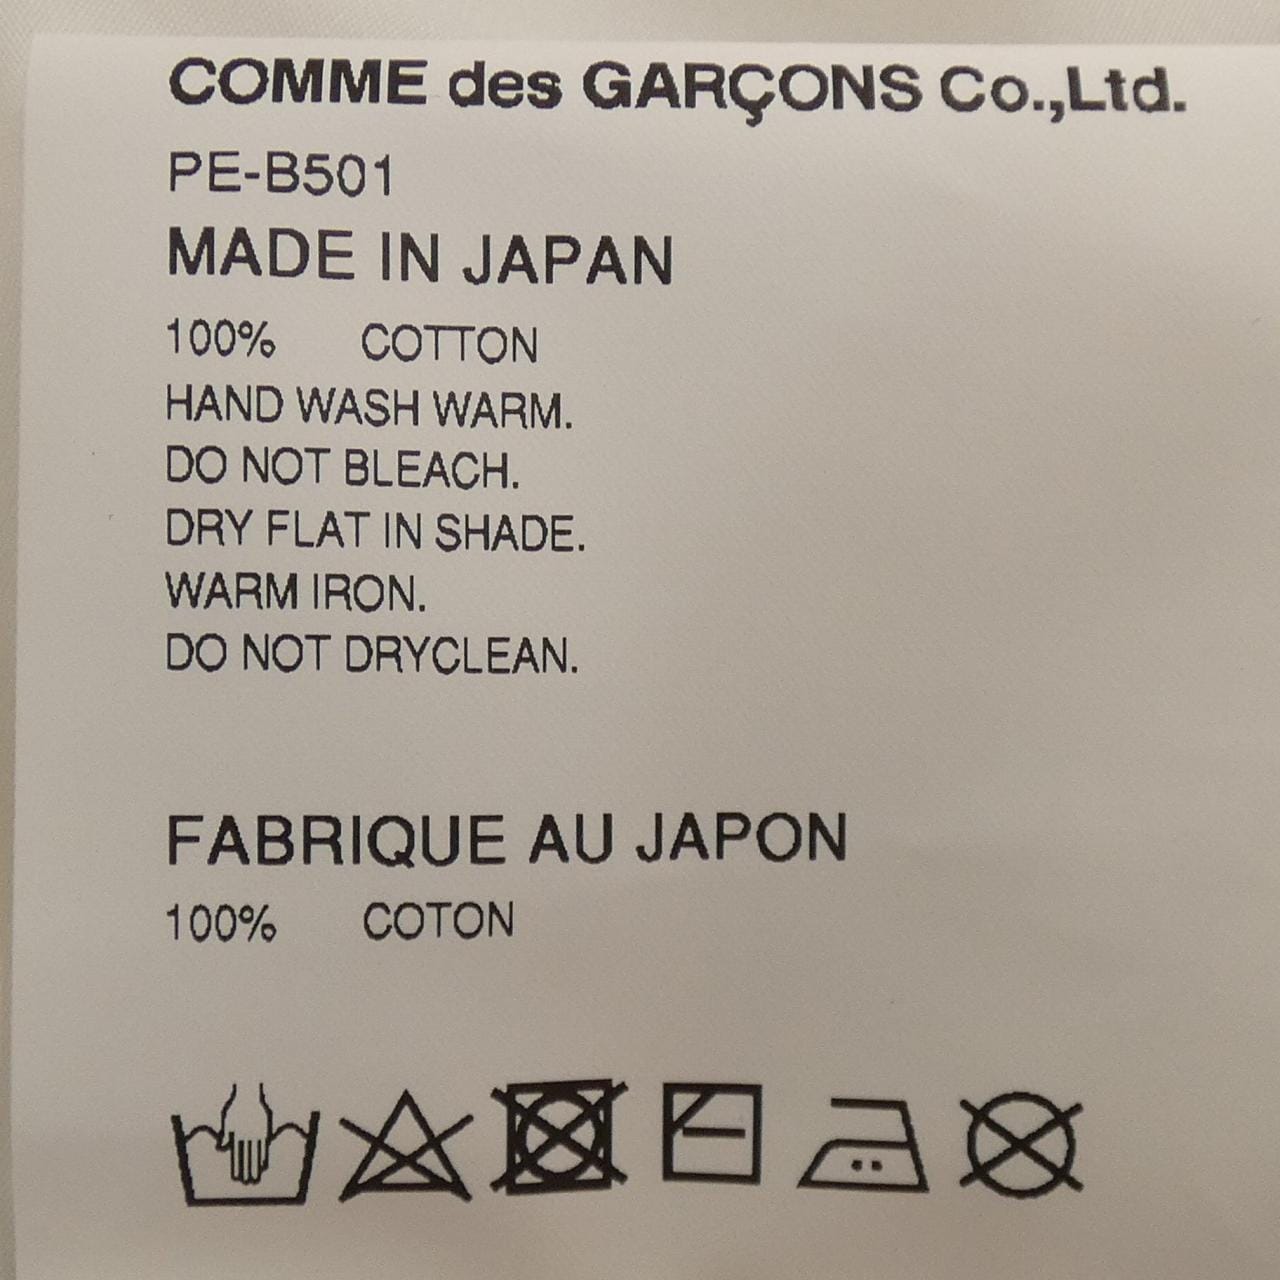 COMME des GARÇONS Co.,Ltd.
PE-B501
MADE IN JAPAN
100% COTTON
HAND WASH WARM.
DO NOT BLEACH.
DRY FLAT IN SHADE.
WARM IRON.
DO NOT DRYCLEAN.
FABRIQUE AU JAPON
100% COTON